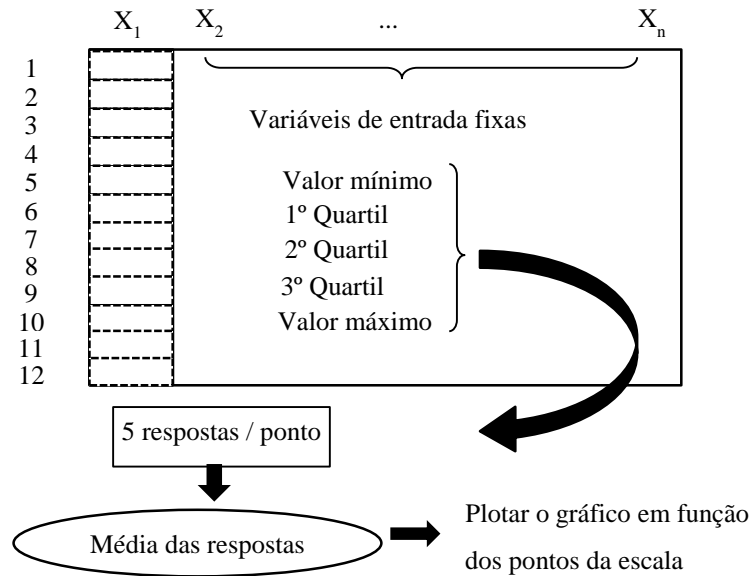 X1 X2 ... Xn
1
2
3
4
5
6
7
8
9
10
11
12
Variáveis de entrada fixas
Valor mínimo
1º Quartil
2º Quartil
3º Quartil
Valor máximo
5 respostas / ponto
Média das respostas
Plotar o gráfico em função
dos pontos da escala